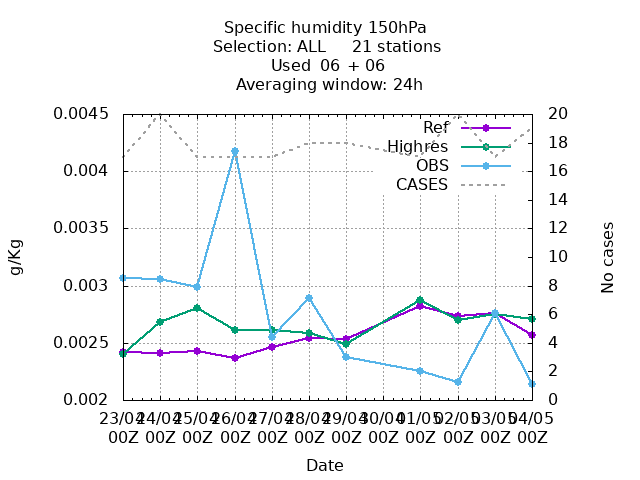 Specific humidity 150hPa
Selection: ALL     21 stations
Used  06 + 06
Averaging window: 24h
Ref
Highres
OBS
CASES
0.0045
0.004
0.0035
0.003
0.0025
0.002
20
18
16
14
12
10
8
6
4
2
0
g/Kg
No cases
23/04 24/04 25/04 26/04 27/04 28/04 29/04 30/04 01/05 02/05 03/05 04/05
00Z 00Z 00Z 00Z 00Z 00Z 00Z 00Z 00Z 00Z 00Z 00Z
Date